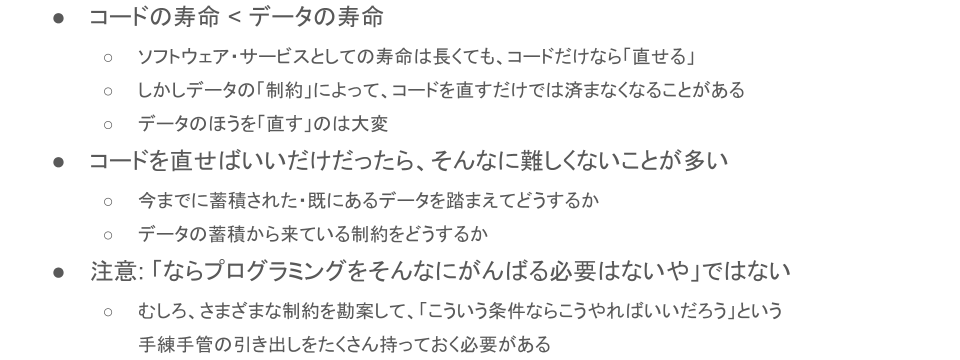 ● コードの寿命 < データの寿命
○ ソフトウェア・サービスとしての寿命は長くても、コードだけなら「直せる」
○ しかしデータの「制約」によって、コードを直すだけでは済まなくなることがある
○ データのほうを「直す」のは大変
● コードを直せばいいだけだったら、そんなに難しくないことが多い
○ 今までに蓄積された・既にあるデータを踏まえてどうするか
○ データの蓄積から来ている制約をどうするか
● 注意: 「ならプログラミングをそんなにがんばる必要はないや」ではない
○ むしろ、さまざまな制約を勘案して、「こういう条件ならこうやればいいだろう」という
手練手管の引き出しをたくさん持っておく必要がある